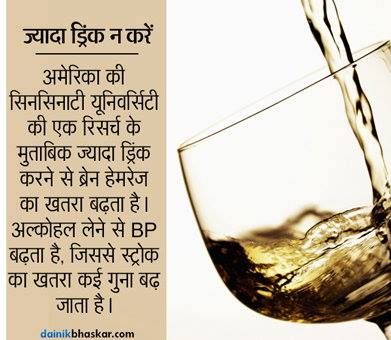 ज्यादा ड्रिंक न करें
अमेरिका की
सिनसिनाटी यूनिवर्सिटी
की एक रिसर्च के
मुताबिक ज्यादा ड्रिंक
करने से ब्रेन हेमरेज
का खतरा बढ़ता है।
अल्कोहल लेने से BP
बढ़ता है, जिससे स्ट्रोक
का खतरा कई गुना बढ़
जाता है।
dainikbhaskar.com